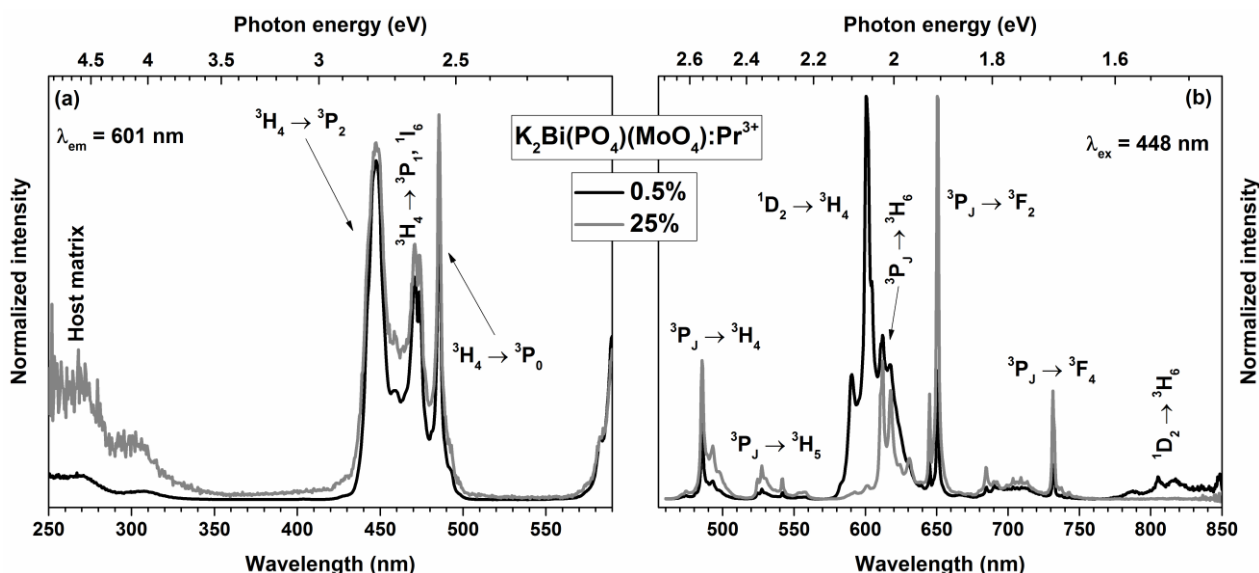 Photon energy (eV)
4.5 4 3.5 3 2.5
(a)
λem = 601 nm
³H₄ → ³P₂
³H₄ → ³P₁, ¹I₆
³H₄ → ³P₀
Host matrix
Normalized intensity
250 300 350 400 450 500 550
Wavelength (nm)
K₂Bi(PO₄)(MoO₄):Pr³⁺
0.5%
25%
Photon energy (eV)
2.6 2.4 2.2 2 1.8 1.6
(b)
λex = 448 nm
¹D₂ → ³H₄
³PJ → ³H₆
³PJ → ³F₂
³PJ → ³H₄
³PJ → ³H₅
³PJ → ³F₄
¹D₂ → ³H₆
Normalized intensity
500 550 600 650 700 750 800 850
Wavelength (nm)